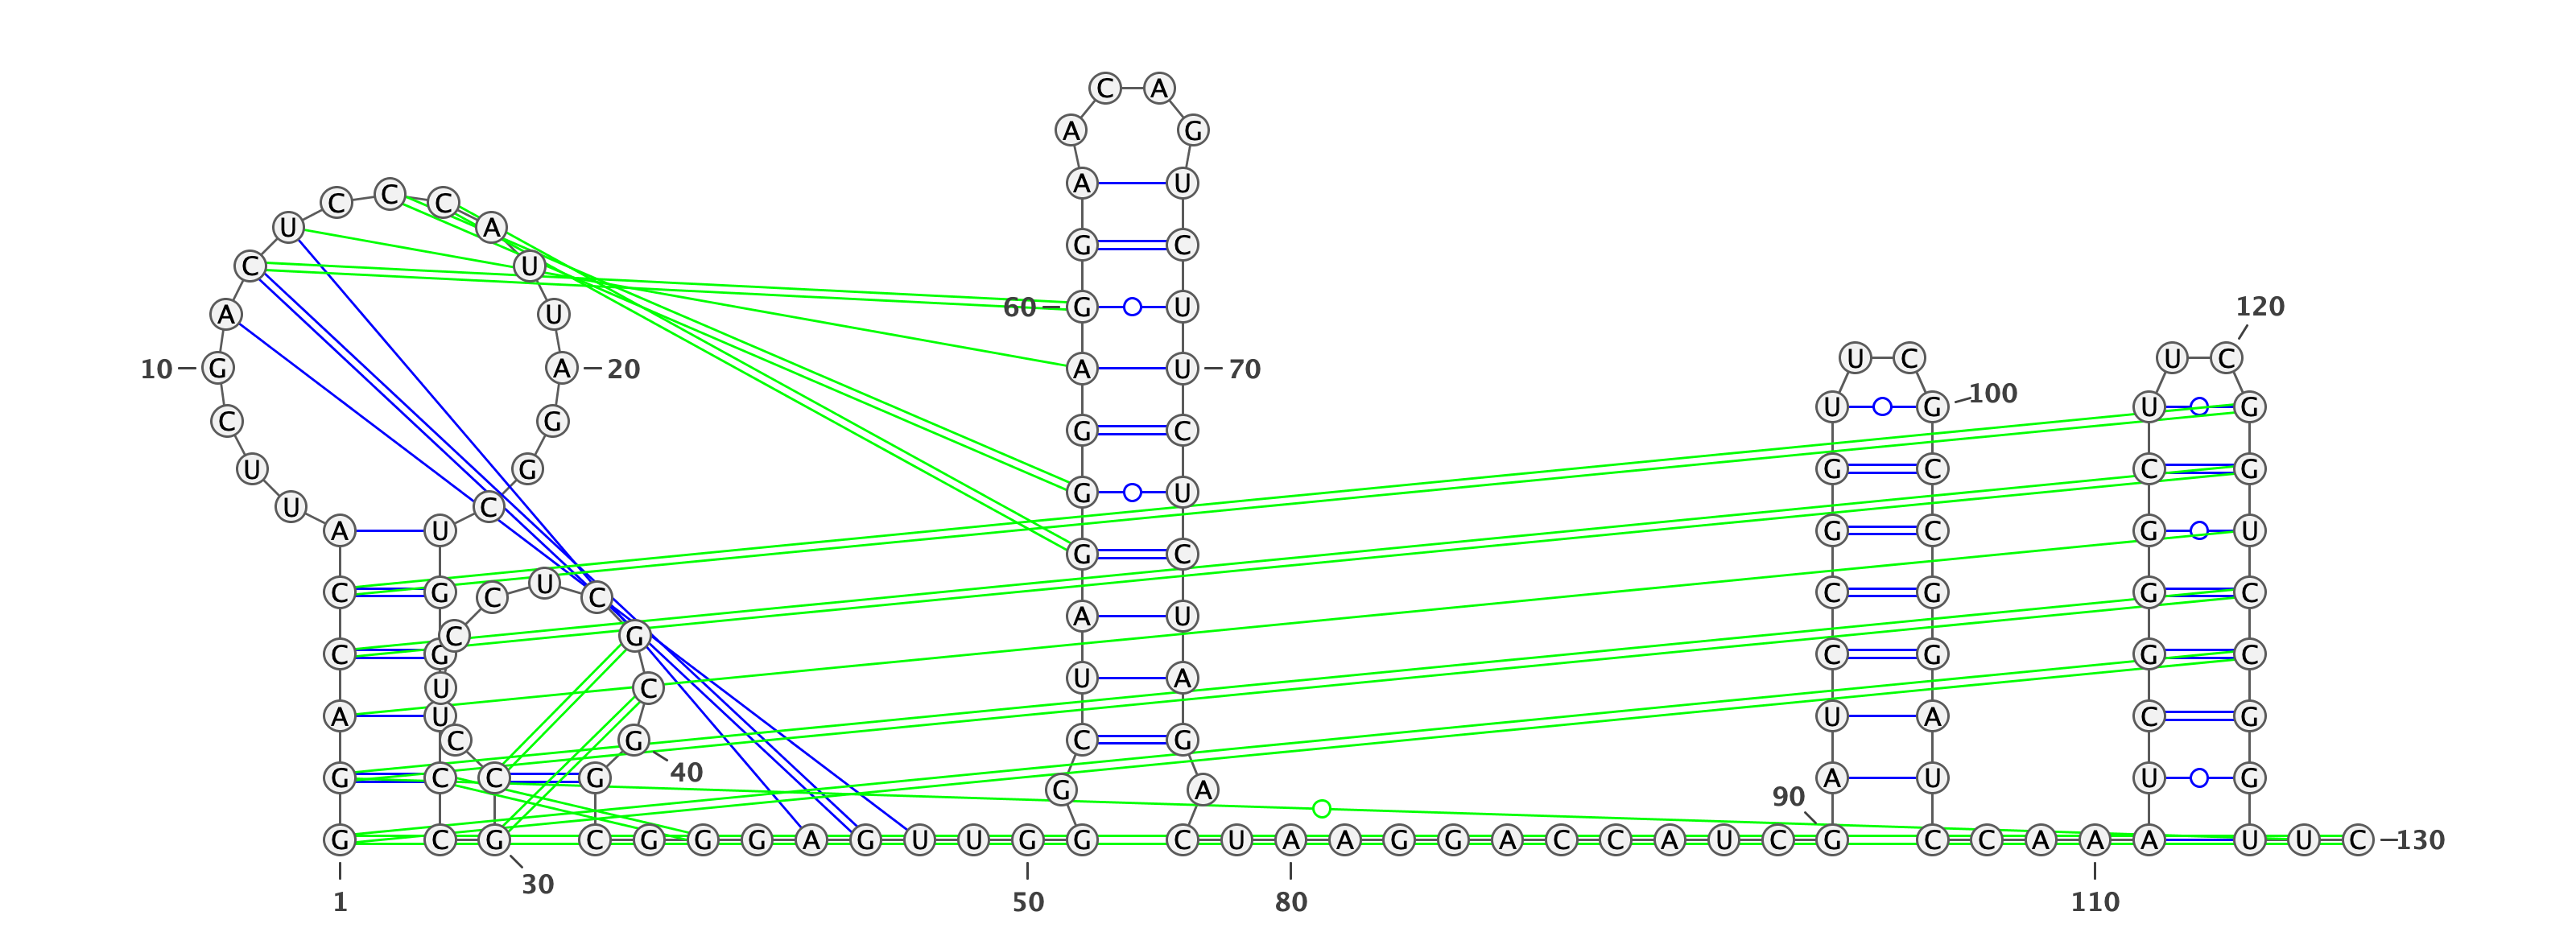 C A
A G
A U
C C C
U A
G C
C U
60 G U 120
A U
U C U C
10 G A 20 A U 70
100
U G U G
C G
G C
U G G C C G
G U
U C
A U G C G U
G C
U
C G C G G C
C C
A U
C G
C G C G G C
U A
U C
A U U A C G
C G C G
40
G C C G A U U G
G A 90
G C G C G G G A G U U G G C U A A G G A C C A U C G C C A A A U U C 130
30
1 50 80 110